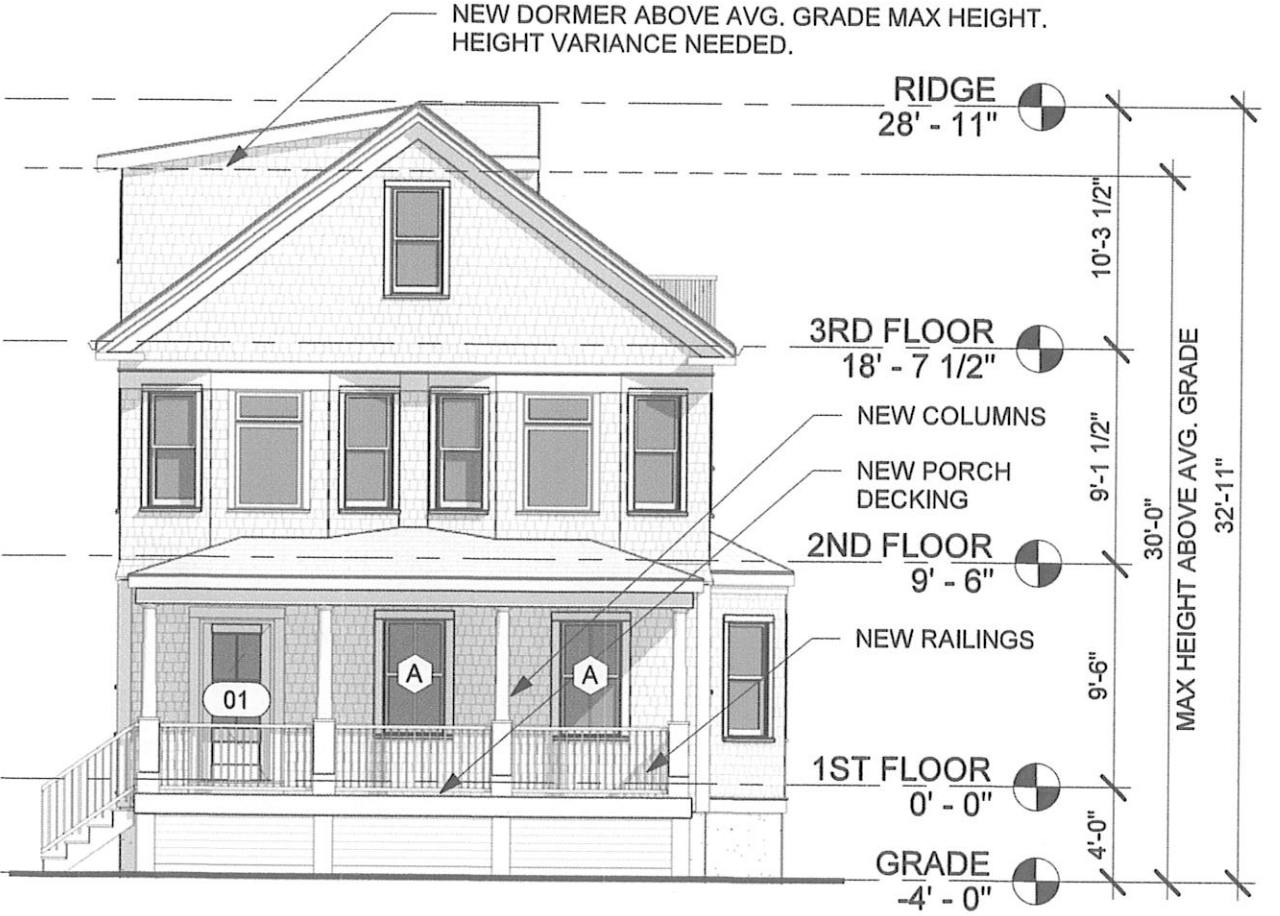 NEW DORMER ABOVE AVG. GRADE MAX HEIGHT.
HEIGHT VARIANCE NEEDED.
RIDGE
28' - 11"
10'-3 1/2"
3RD FLOOR
18' - 7 1/2"
NEW COLUMNS
9'-1 1/2"
NEW PORCH
DECKING
2ND FLOOR
9' - 6"
30'-0"
MAX HEIGHT ABOVE AVG. GRADE
32'-11"
NEW RAILINGS
9'-6"
A
A
01
1ST FLOOR
0' - 0"
4'-0"
GRADE
-4' - 0"